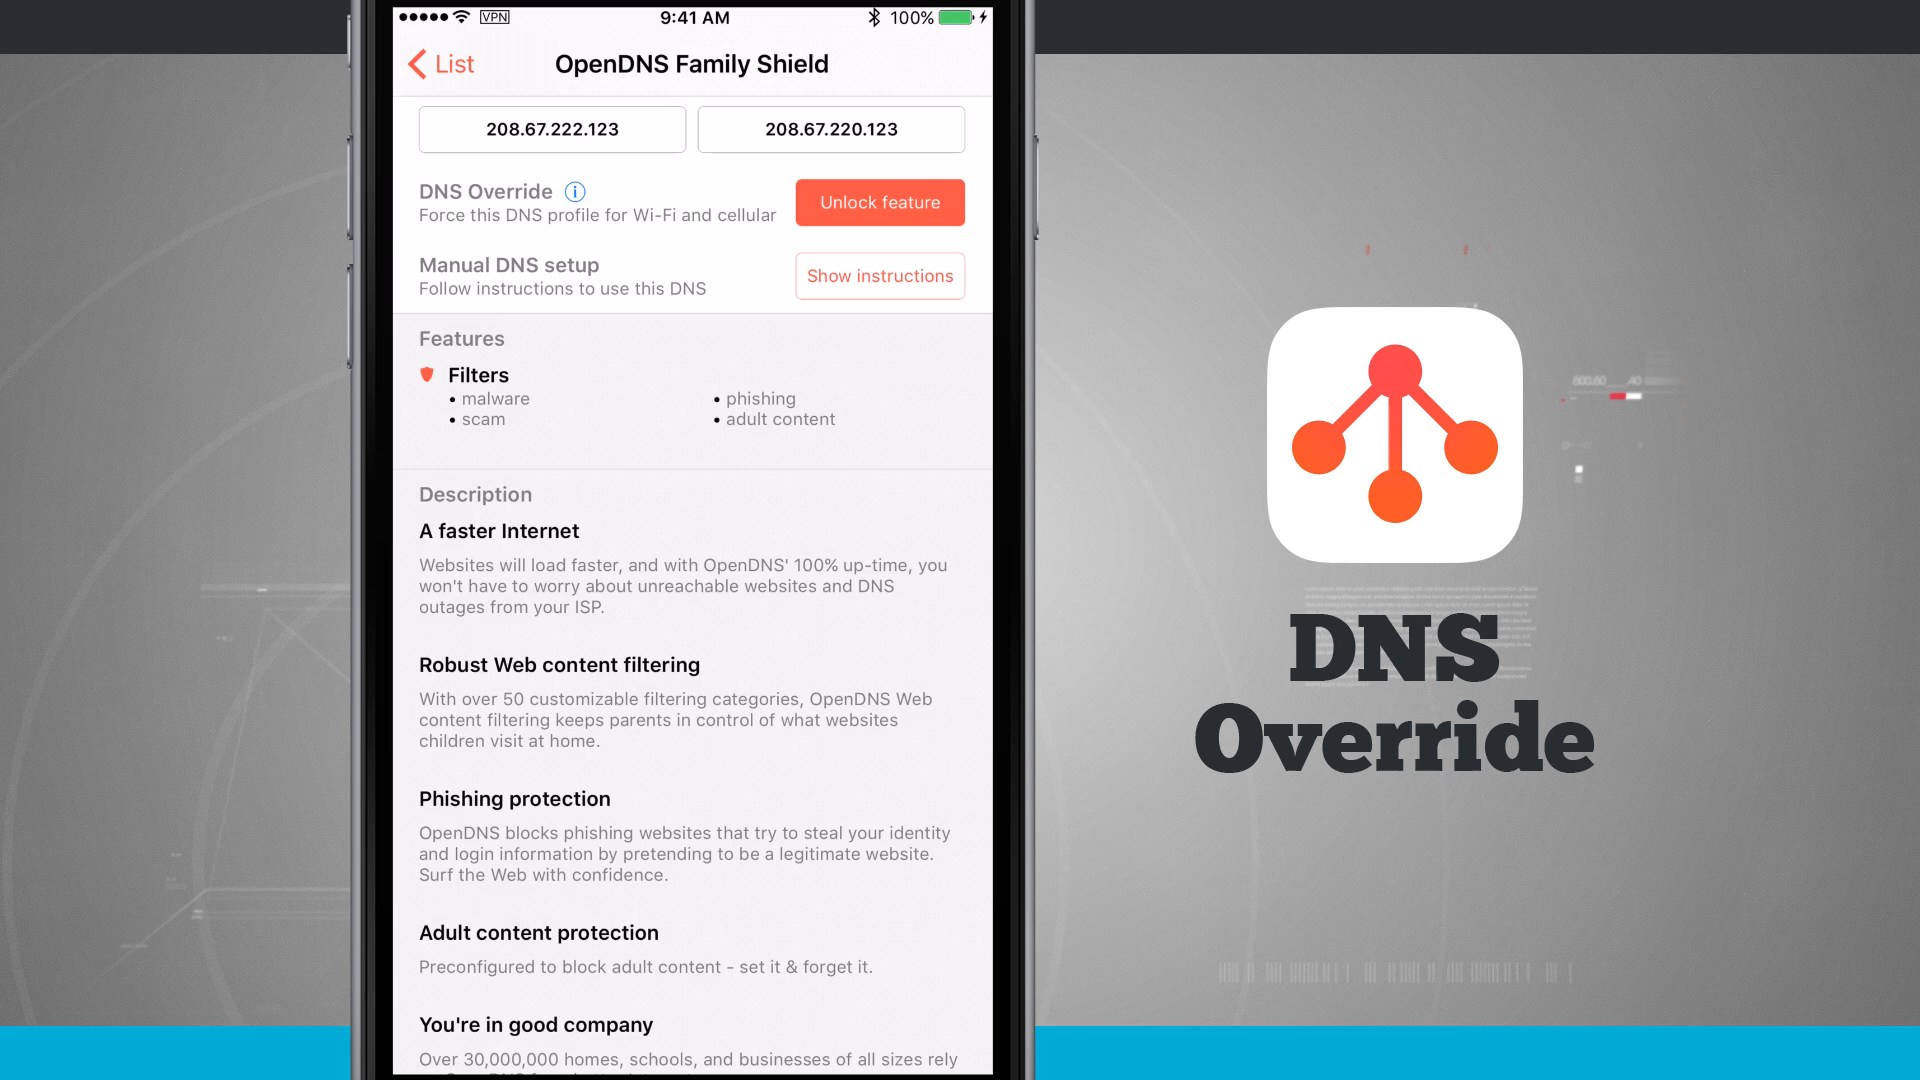 VPN
9:41 AM
100%
List
OpenDNS Family Shield
208.67.222.123
208.67.220.123
DNS Override
Force this DNS profile for Wi-Fi and cellular
Unlock feature
Manual DNS setup
Follow instructions to use this DNS
Show instructions
Features
Filters
• malware
• phishing
• scam
• adult content
Description
A faster Internet
Websites will load faster, and with OpenDNS' 100% up-time, you
won't have to worry about unreachable websites and DNS
outages from your ISP.
Robust Web content filtering
With over 50 customizable filtering categories, OpenDNS Web
content filtering keeps parents in control of what websites
children visit at home.
Phishing protection
OpenDNS blocks phishing websites that try to steal your identity
and login information by pretending to be a legitimate website.
Surf the Web with confidence.
Adult content protection
Preconfigured to block adult content - set it & forget it.
You're in good company
Over 30,000,000 homes, schools, and businesses of all sizes rely
DNS
Override